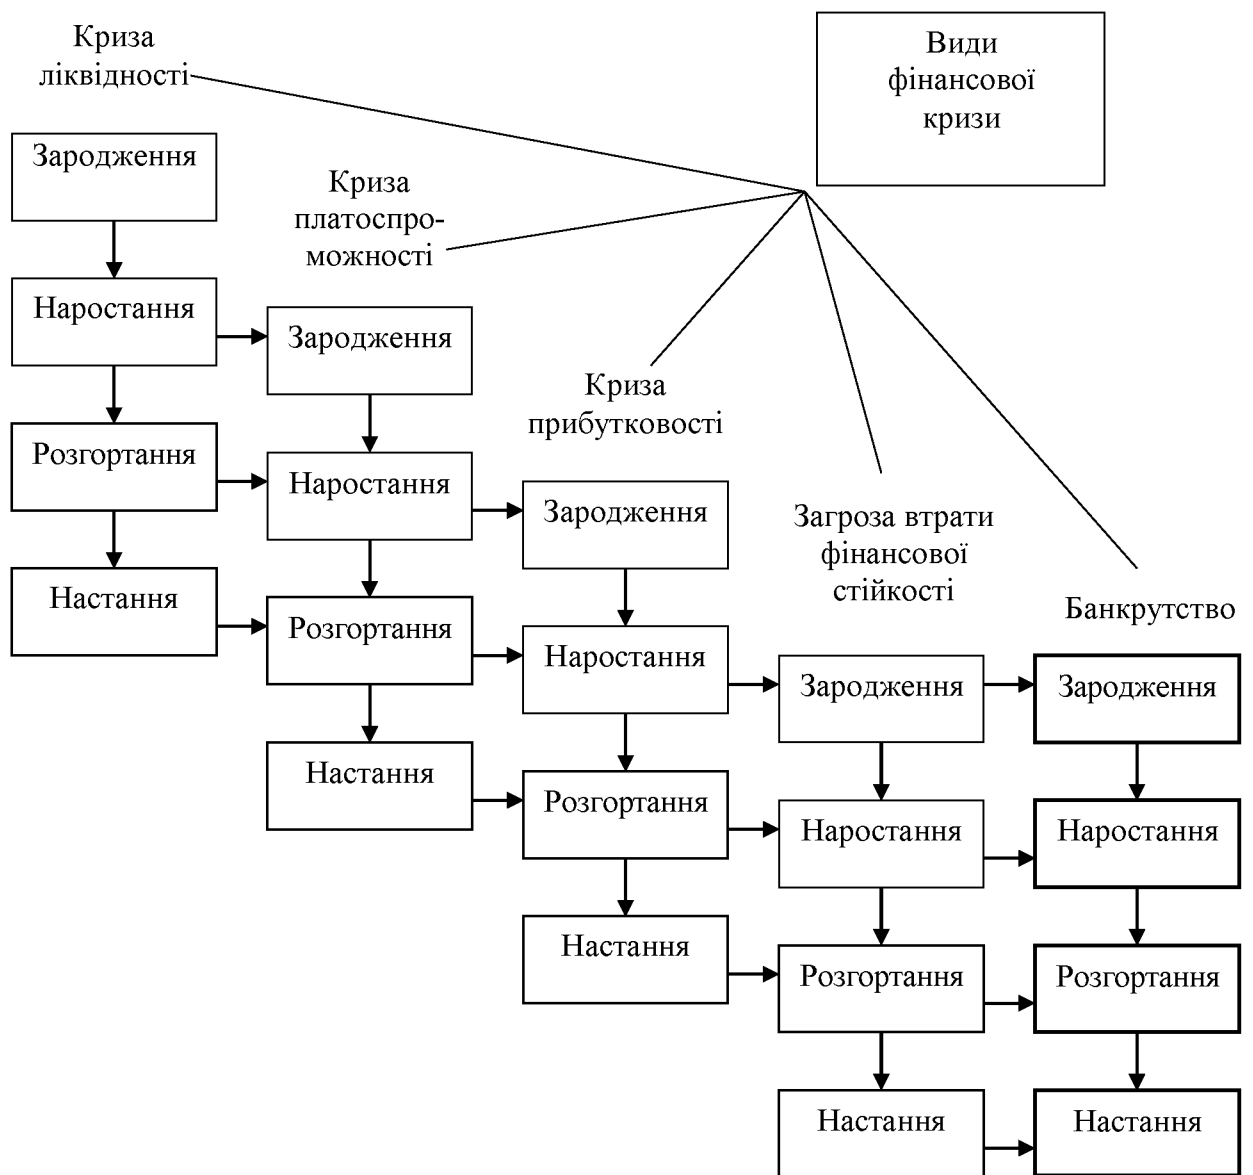 Криза
ліквідності
Види
фінансової
кризи
Зародження
Криза
платоспро-
можності
Наростання
Зародження
Криза
прибутковості
Розгортання
Наростання
Зародження
Загроза втрати
фінансової
стійкості
Настання
Розгортання
Банкрутство
Наростання
Зародження
Зародження
Настання
Розгортання
Наростання
Наростання
Настання
Розгортання
Розгортання
Настання
Настання